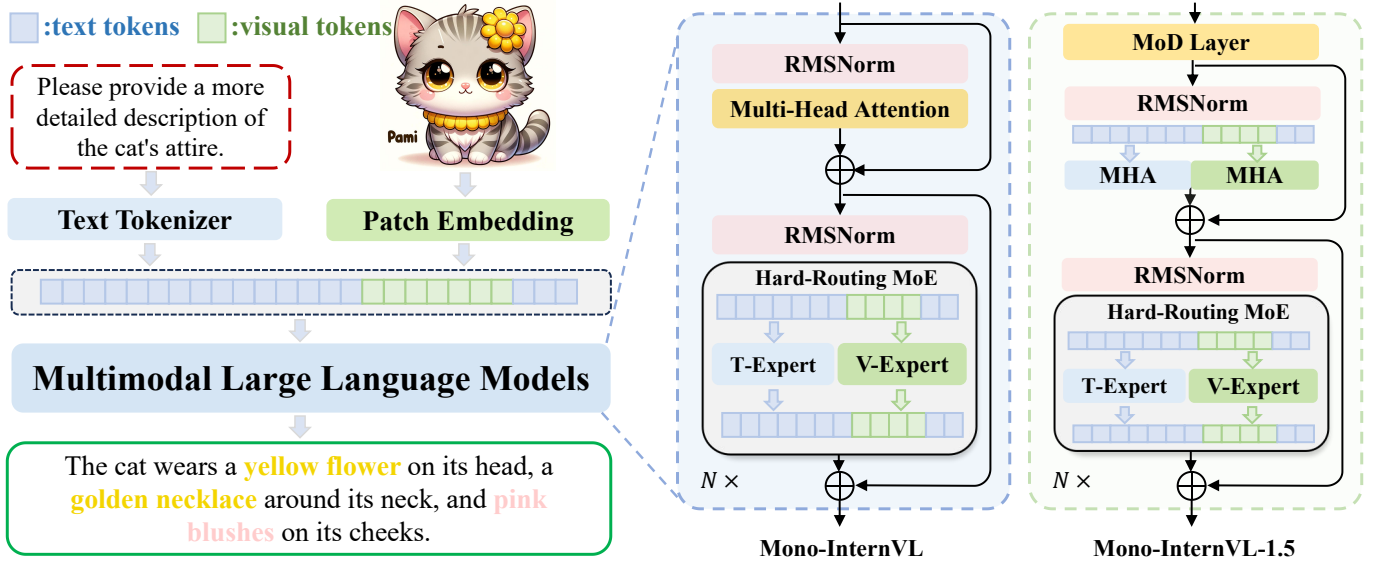 :text tokens
:visual tokens
Please provide a more
detailed description of
the cat's attire.
Pami
Text Tokenizer
Patch Embedding
Multimodal Large Language Models
The cat wears a yellow flower on its head, a
golden necklace around its neck, and pink
blushes on its cheeks.
RMSNorm
Multi-Head Attention
RMSNorm
Hard-Routing MoE
T-Expert
V-Expert
N ×
Mono-InternVL
MoD Layer
RMSNorm
MHA
MHA
RMSNorm
Hard-Routing MoE
T-Expert
V-Expert
N ×
Mono-InternVL-1.5